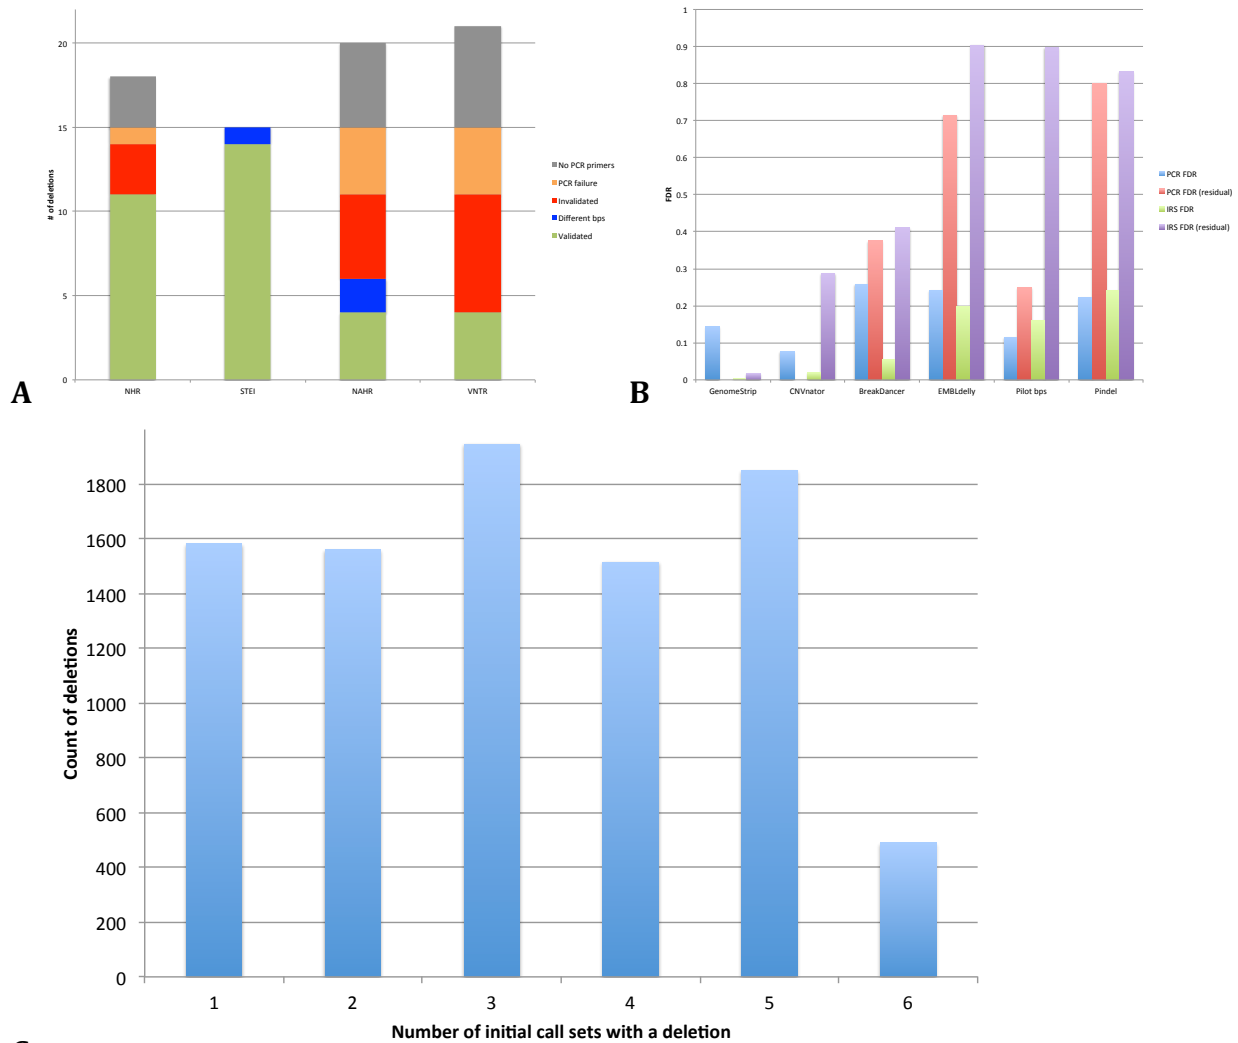 20
15
10
5
0
# of deletions
NHR STEI NAHR VNTR
No PCR primers
PCR failure
Invalidated
Different bps
Validated
A
1
0.9
0.8
0.7
0.6
0.5
0.4
0.3
0.2
0.1
0
FDR
GenomeStrip CNVnator BreakDancer EMBLdelly Pilot bps Pindel
PCR FDR
PCR FDR (residual)
IRS FDR
IRS FDR (residual)
B
1800
1600
1400
1200
1000
800
600
400
200
0
Count of deletions
1 2 3 4 5 6
Number of initial call sets with a deletion